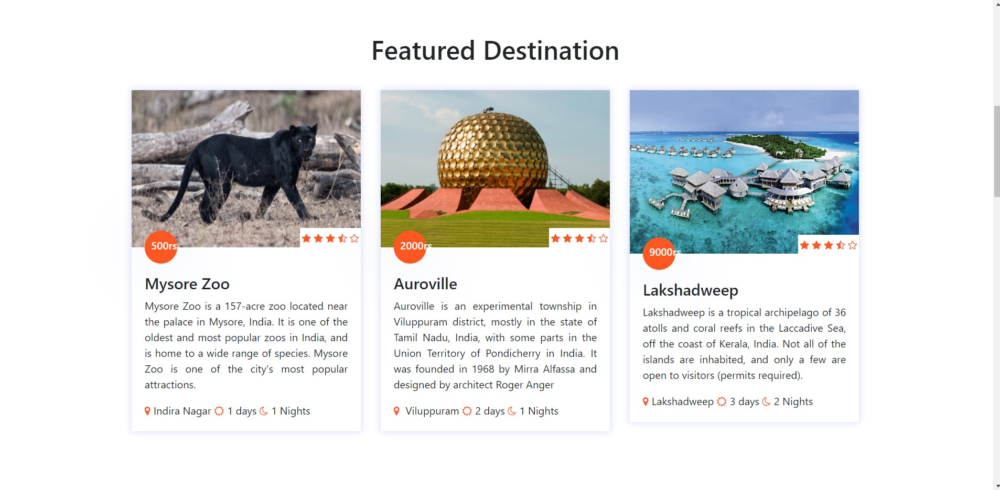 Featured Destination
500rs
Mysore Zoo
Mysore Zoo is a 157-acre zoo located near
the palace in Mysore, India. It is one of the
oldest and most popular zoos in India, and
is home to a wide range of species. Mysore
Zoo is one of the city's most popular
attractions.
Indira Nagar 1 days 1 Nights
2000rs
Auroville
Auroville is an experimental township in
Viluppuram district, mostly in the state of
Tamil Nadu, India, with some parts in the
Union Territory of Pondicherry in India. It
was founded in 1968 by Mirra Alfassa and
designed by architect Roger Anger
Viluppuram 2 days 1 Nights
9000rs
Lakshadweep
Lakshadweep is a tropical archipelago of 36
atolls and coral reefs in the Laccadive Sea,
off the coast of Kerala, India. Not all of the
islands are inhabited, and only a few are
open to visitors (permits required).
Lakshadweep 3 days 2 Nights